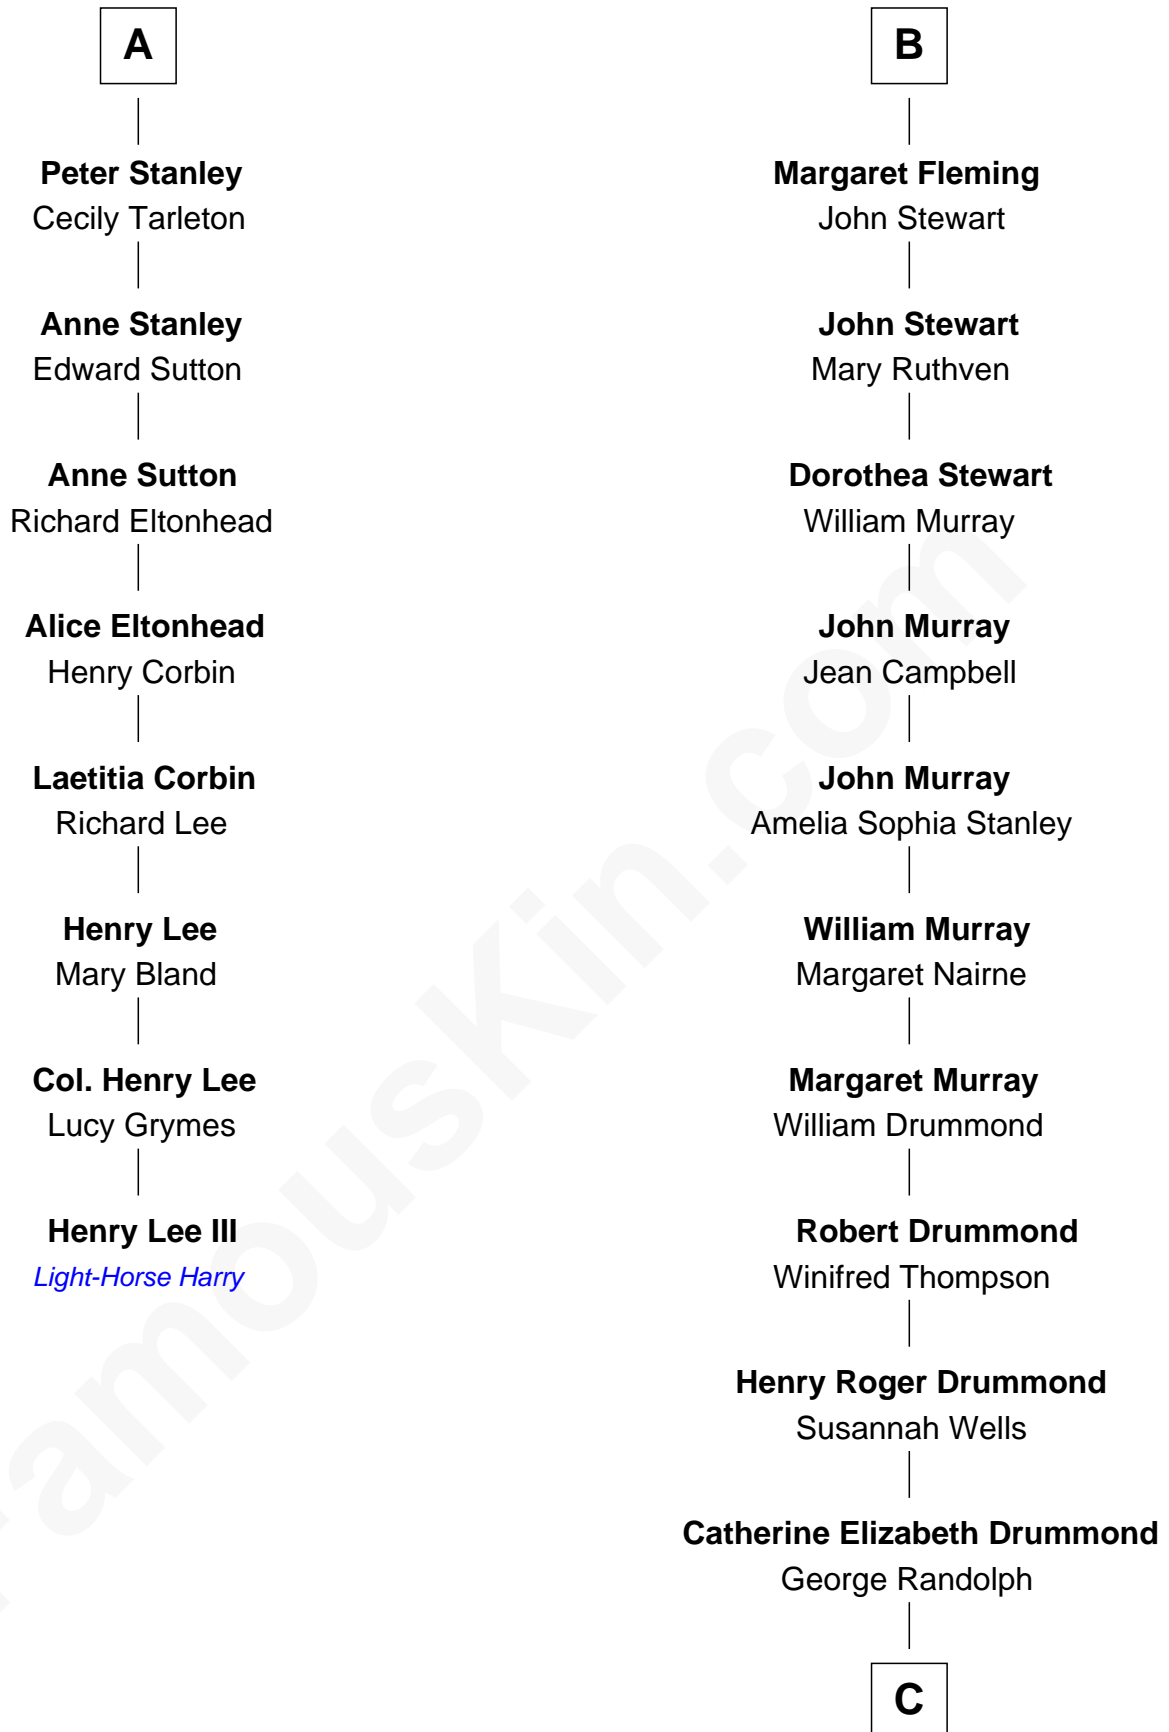 A
Peter Stanley
Cecily Tarleton
Anne Stanley
Edward Sutton
Anne Sutton
Richard Eltonhead
Alice Eltonhead
Henry Corbin
Laetitia Corbin
Richard Lee
Henry Lee
Mary Bland
Col. Henry Lee
Lucy Grymes
Henry Lee III
Light-Horse Harry
B
Margaret Fleming
John Stewart
John Stewart
Mary Ruthven
Dorothea Stewart
William Murray
John Murray
Jean Campbell
John Murray
Amelia Sophia Stanley
William Murray
Margaret Nairne
Margaret Murray
William Drummond
Robert Drummond
Winifred Thompson
Henry Roger Drummond
Susannah Wells
Catherine Elizabeth Drummond
George Randolph
C
FamousKin.com